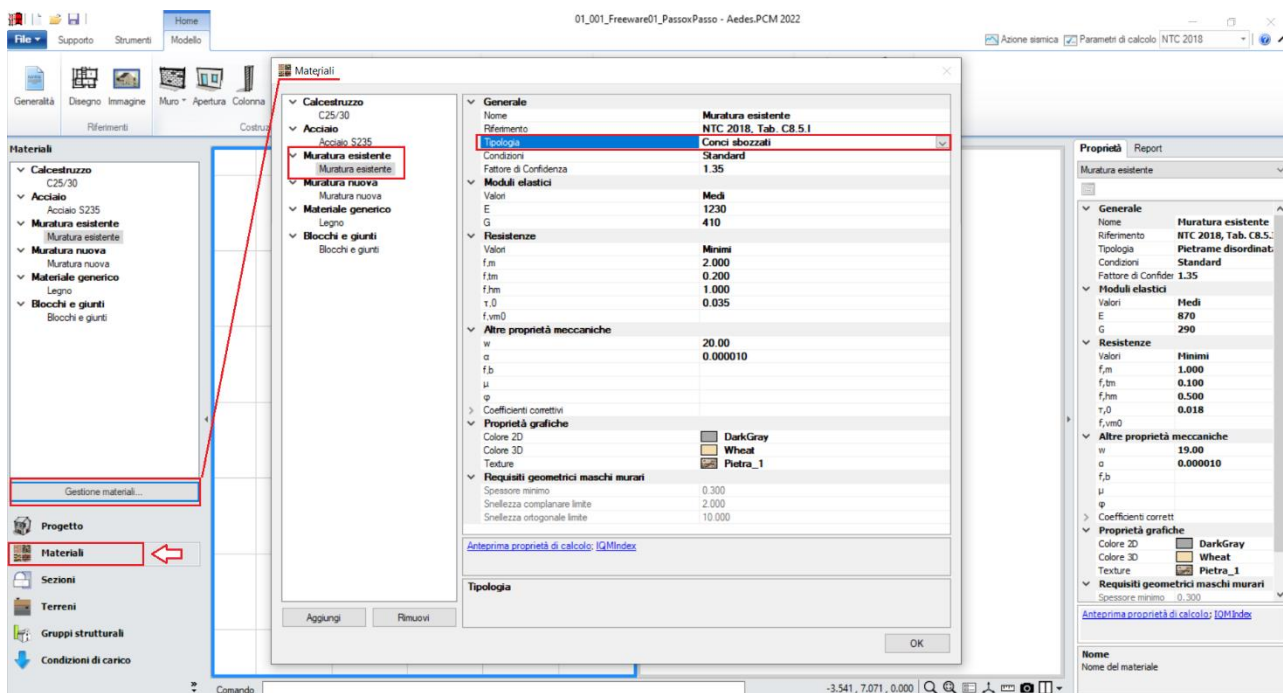 01_001_Freeware01_PassoxPasso - Aedes.PCM 2022
Home
File Supporto Strumenti Modello
Azione sismica Parametri di calcolo NTC 2018
Generalità Disegno Immagine Muro Apertura Colonna
Riferimenti Costruz
Materiali
Calcestruzzo
C25/30
Acciaio
Acciaio S235
Muratura esistente
Muratura esistente
Muratura nuova
Muratura nuova
Materiale generico
Legno
Blocchi e giunti
Blocchi e giunti
Gestione materiali...
Progetto
Materiali
Sezioni
Terreni
Gruppi strutturali
Condizioni di carico
Materiali
Calcestruzzo
C25/30
Acciaio
Acciaio S235
Muratura esistente
Muratura esistente
Muratura nuova
Muratura nuova
Materiale generico
Legno
Blocchi e giunti
Blocchi e giunti
Aggiungi Rimuovi
Generale
Nome Muratura esistente
Riferimento NTC 2018, Tab. C8.5.I
Tipologia Conci sbozzati
Condizioni Standard
Fattore di Confidenza 1.35
Moduli elastici
Valori Medi
E 1230
G 410
Resistenze
Valori Minimi
f,m 2.000
f,tm 0.200
f,hm 1.000
τ,0 0.035
f,vm0
Altre proprietà meccaniche
w 20.00
α 0.000010
f,b
μ
φ
Coefficienti correttivi
Proprietà grafiche
Colore 2D DarkGray
Colore 3D Wheat
Texture Pietra_1
Requisiti geometrici maschi murari
Spessore minimo 0.300
Snellezza complanare limite 2.000
Snellezza ortogonale limite 10.000
Anteprima proprietà di calcolo; IQMIndex
Tipologia
OK
Proprietà Report
Muratura esistente
Generale
Nome Muratura esistente
Riferimento NTC 2018, Tab. C8.5.
Tipologia Pietrame disordinat
Condizioni Standard
Fattore di Confider 1.35
Moduli elastici
Valori Medi
E 870
G 290
Resistenze
Valori Minimi
f,m 1.000
f,tm 0.100
f,hm 0.500
τ,0 0.018
f,vm0
Altre proprietà meccaniche
w 19.00
α 0.000010
f,b
μ
φ
Coefficienti corrett
Proprietà grafiche
Colore 2D DarkGray
Colore 3D Wheat
Texture Pietra_1
Requisiti geometrici maschi murari
Spessore minimo 0.300
Anteprima proprietà di calcolo; IQMIndex
Nome
Nome del materiale
Comando
-3.541 , 7.071 , 0.000